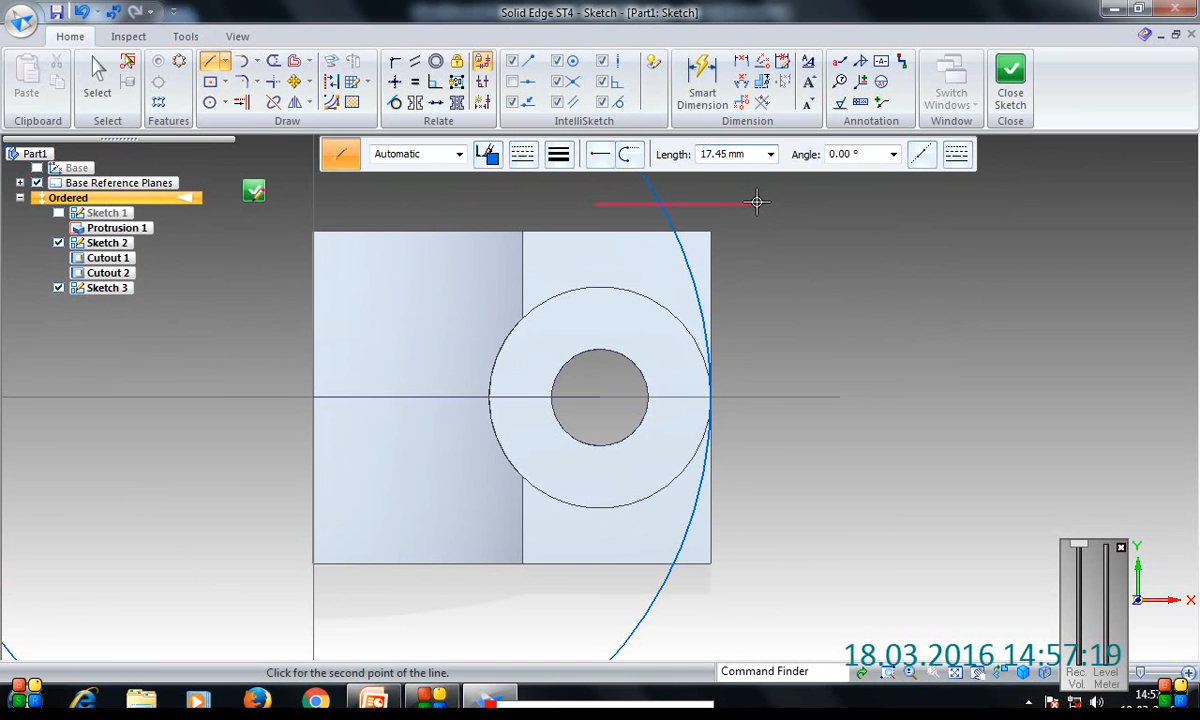 Solid Edge ST4 - Sketch - [Part1: Sketch]
Home Inspect Tools View
Paste
Select
Smart Dimension
Switch Windows
Close Sketch
Clipboard Select Features Draw Relate IntelliSketch Dimension Annotation Window Close
Automatic Length: 17.45 mm Angle: 0.00 °
Part1
Base
Base Reference Planes
Ordered
Sketch 1
Protrusion 1
Sketch 2
Cutout 1
Cutout 2
Sketch 3
Y
X
18.03.2016 14:57:19
Click for the second point of the line.
Command Finder
Rec. Vol. Level Meter